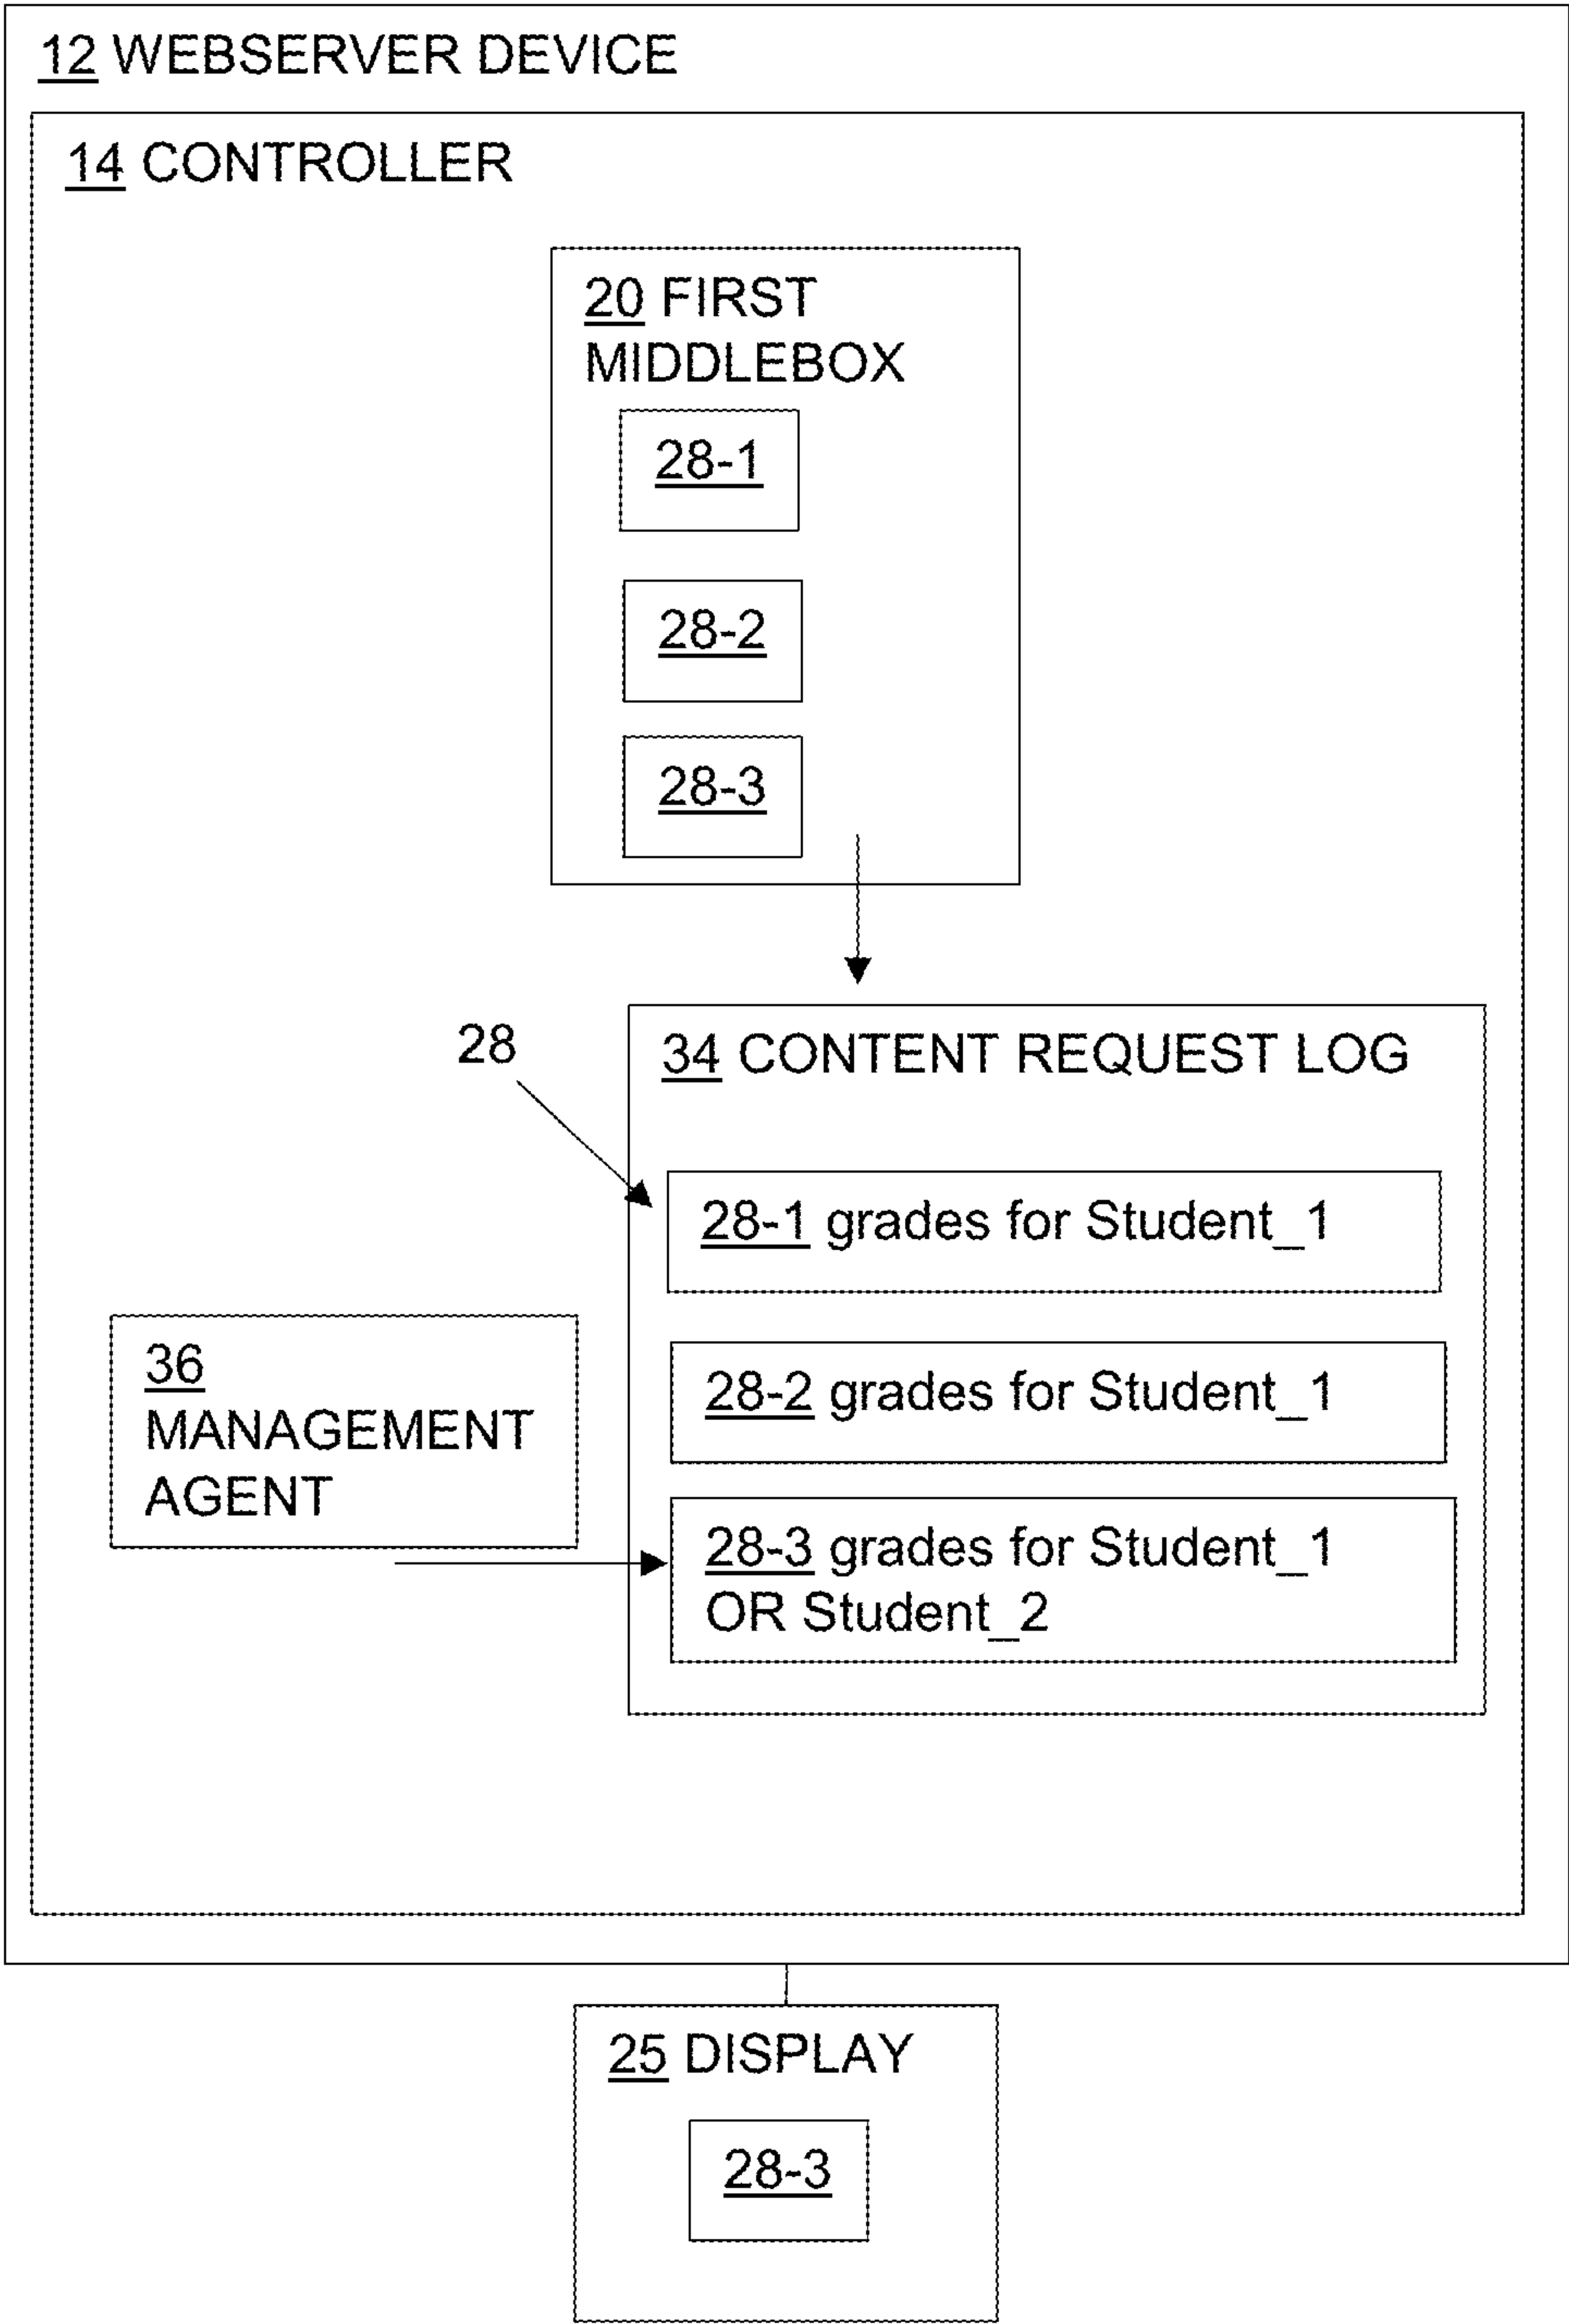 12 WEBSERVER DEVICE
14 CONTROLLER
20 FIRST
MIDDLEBOX
28-1
28-2
28-3
28
34 CONTENT REQUEST LOG
28-1 grades for Student_1
36
MANAGEMENT
AGENT
28-2 grades for Student_1
28-3 grades for Student_1
OR Student_2
25 DISPLAY
28-3